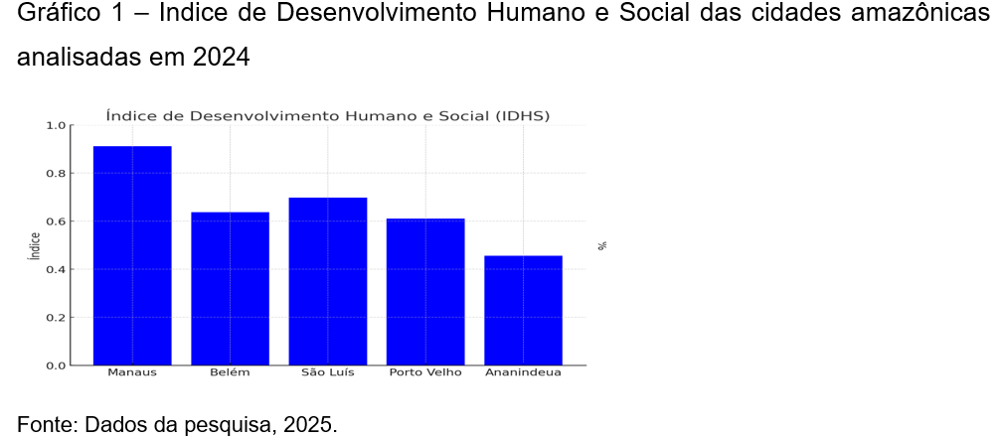 Gráfico 1 – Indice de Desenvolvimento Humano e Social das cidades amazônicas
analisadas em 2024
Índice de Desenvolvimento Humano e Social (IDHS)
1.0
0.8
0.6
0.4
0.2
0.0
Índice
%
Manaus Belém São Luís Porto Velho Ananindeua
Fonte: Dados da pesquisa, 2025.